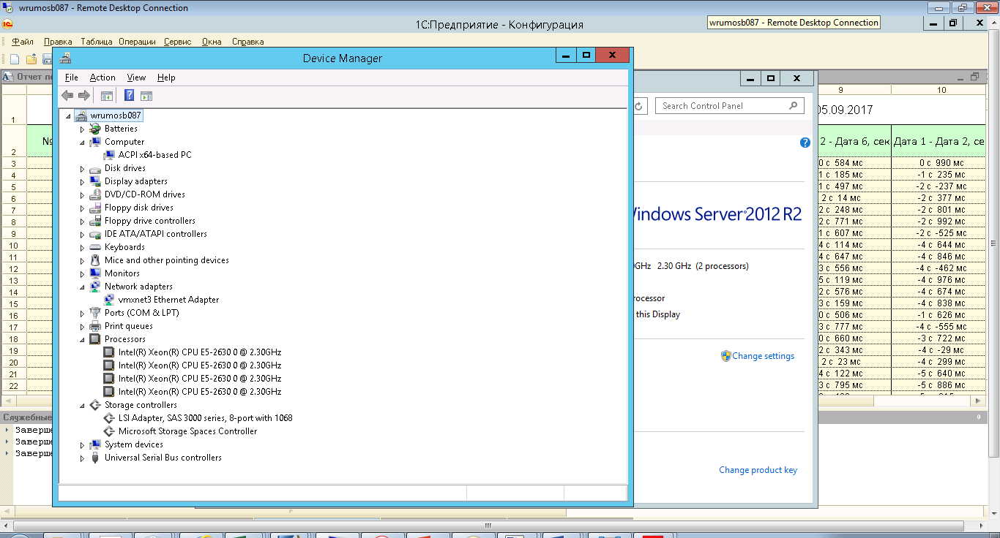 wrumosb087 - Remote Desktop Connection
1С:Предприятие - Конфигурация
wrumosb087 - Remote Desktop Connection
Файл Правка Таблица Операции Сервис Окна Справка
Device Manager
File Action View Help
wrumosb087
Batteries
Computer
ACPI x64-based PC
Disk drives
Display adapters
DVD/CD-ROM drives
Floppy disk drives
Floppy drive controllers
IDE ATA/ATAPI controllers
Keyboards
Mice and other pointing devices
Monitors
Network adapters
vmxnet3 Ethernet Adapter
Ports (COM & LPT)
Print queues
Processors
Intel(R) Xeon(R) CPU E5-2630 0 @ 2.30GHz
Intel(R) Xeon(R) CPU E5-2630 0 @ 2.30GHz
Intel(R) Xeon(R) CPU E5-2630 0 @ 2.30GHz
Intel(R) Xeon(R) CPU E5-2630 0 @ 2.30GHz
Storage controllers
LSI Adapter, SAS 3000 series, 8-port with 1068
Microsoft Storage Spaces Controller
System devices
Universal Serial Bus controllers
Search Control Panel
Windows Server 2012 R2
GHz 2.30 GHz (2 processors)
rocessor
this Display
Change settings
Change product key
Отчет по
1
2 №
3
4
5
6
7
8
9
10
11
12
13
14
15
16
17
18
19
20
21
22
Служебные
Заверше
Заверше
Заверше
9 10
05.09.2017
2 - Дата 6, сек Дата 1 - Дата 2, се
0 с 584 мс 0 с 990 мс
1 с 185 мс -1 с 235 мс
1 с 497 мс -2 с -237 мс
2 с 14 мс -2 с 377 мс
2 с 248 мс -2 с 801 мс
2 с 771 мс -2 с 992 мс
1 с 607 мс -2 с -525 мс
4 с 114 мс -4 с 644 мс
4 с 647 мс -4 с 846 мс
3 с 556 мс -4 с -462 мс
5 с 119 мс -4 с 976 мс
2 с 576 мс -4 с 674 мс
3 с 159 мс -4 с 838 мс
0 с 506 мс -1 с 626 мс
3 с 777 мс -4 с -555 мс
0 с 660 мс -3 с 722 мс
2 с 343 мс -4 с -29 мс
2 с 23 мс -4 с 299 мс
4 с 122 мс -5 с 640 мс
3 с 795 мс -5 с 886 мс